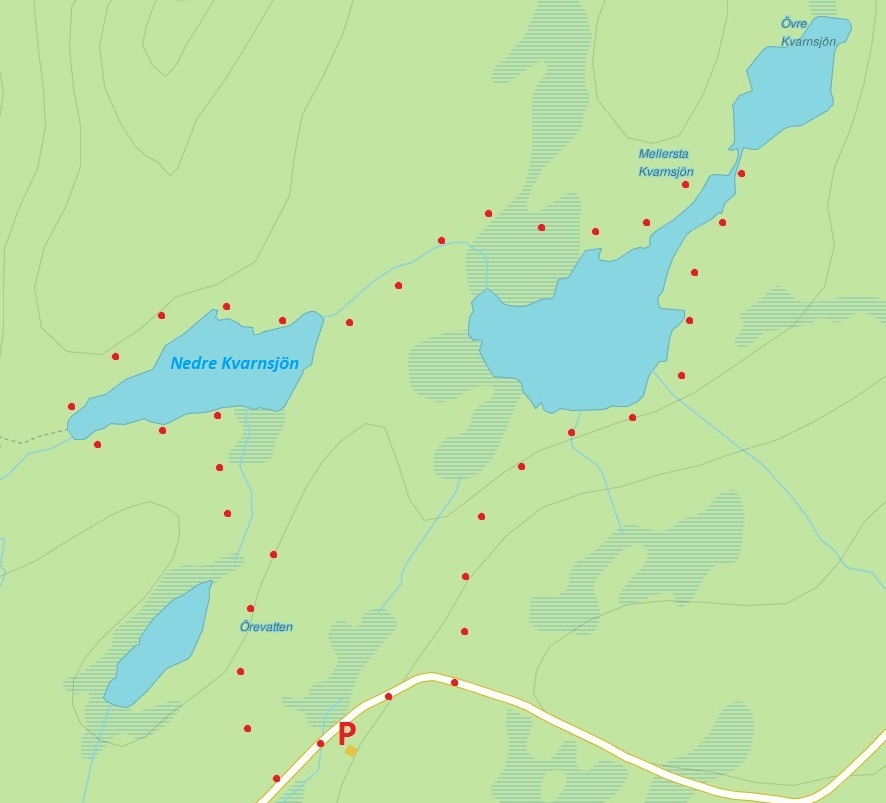 Övre
Kvarnsjön
Mellersta
Kvarnsjön
Nedre Kvarnsjön
Örevatten
P